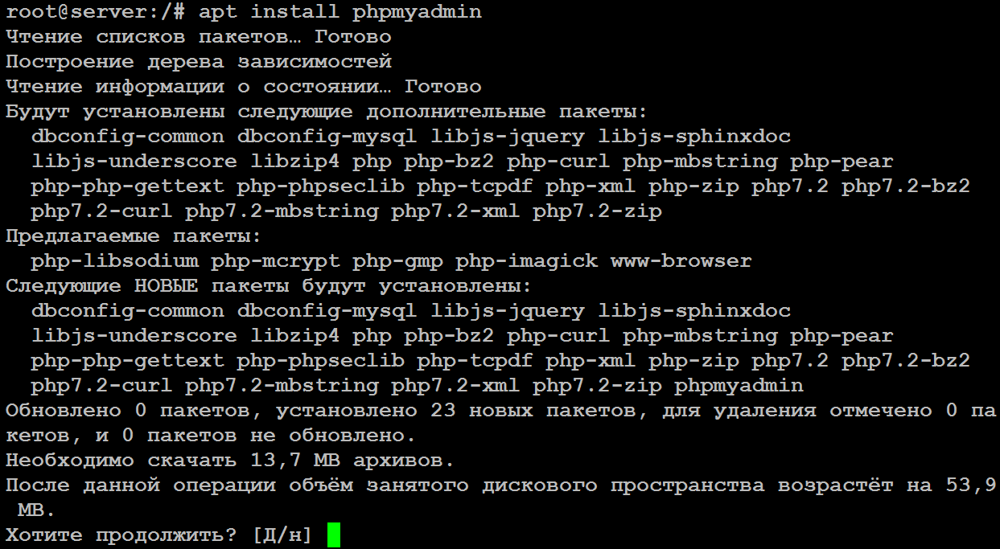 root@server:/# apt install phpmyadmin
Чтение списков пакетов… Готово
Построение дерева зависимостей
Чтение информации о состоянии… Готово
Будут установлены следующие дополнительные пакеты:
  dbconfig-common dbconfig-mysql libjs-jquery libjs-sphinxdoc
  libjs-underscore libzip4 php php-bz2 php-curl php-mbstring php-pear
  php-php-gettext php-phpseclib php-tcpdf php-xml php-zip php7.2 php7.2-bz2
  php7.2-curl php7.2-mbstring php7.2-xml php7.2-zip
Предлагаемые пакеты:
  php-libsodium php-mcrypt php-gmp php-imagick www-browser
Следующие НОВЫЕ пакеты будут установлены:
  dbconfig-common dbconfig-mysql libjs-jquery libjs-sphinxdoc
  libjs-underscore libzip4 php php-bz2 php-curl php-mbstring php-pear
  php-php-gettext php-phpseclib php-tcpdf php-xml php-zip php7.2 php7.2-bz2
  php7.2-curl php7.2-mbstring php7.2-xml php7.2-zip phpmyadmin
Обновлено 0 пакетов, установлено 23 новых пакетов, для удаления отмечено 0 па
кетов, и 0 пакетов не обновлено.
Необходимо скачать 13,7 MB архивов.
После данной операции объём занятого дискового пространства возрастёт на 53,9
 MB.
Хотите продолжить? [Д/н]